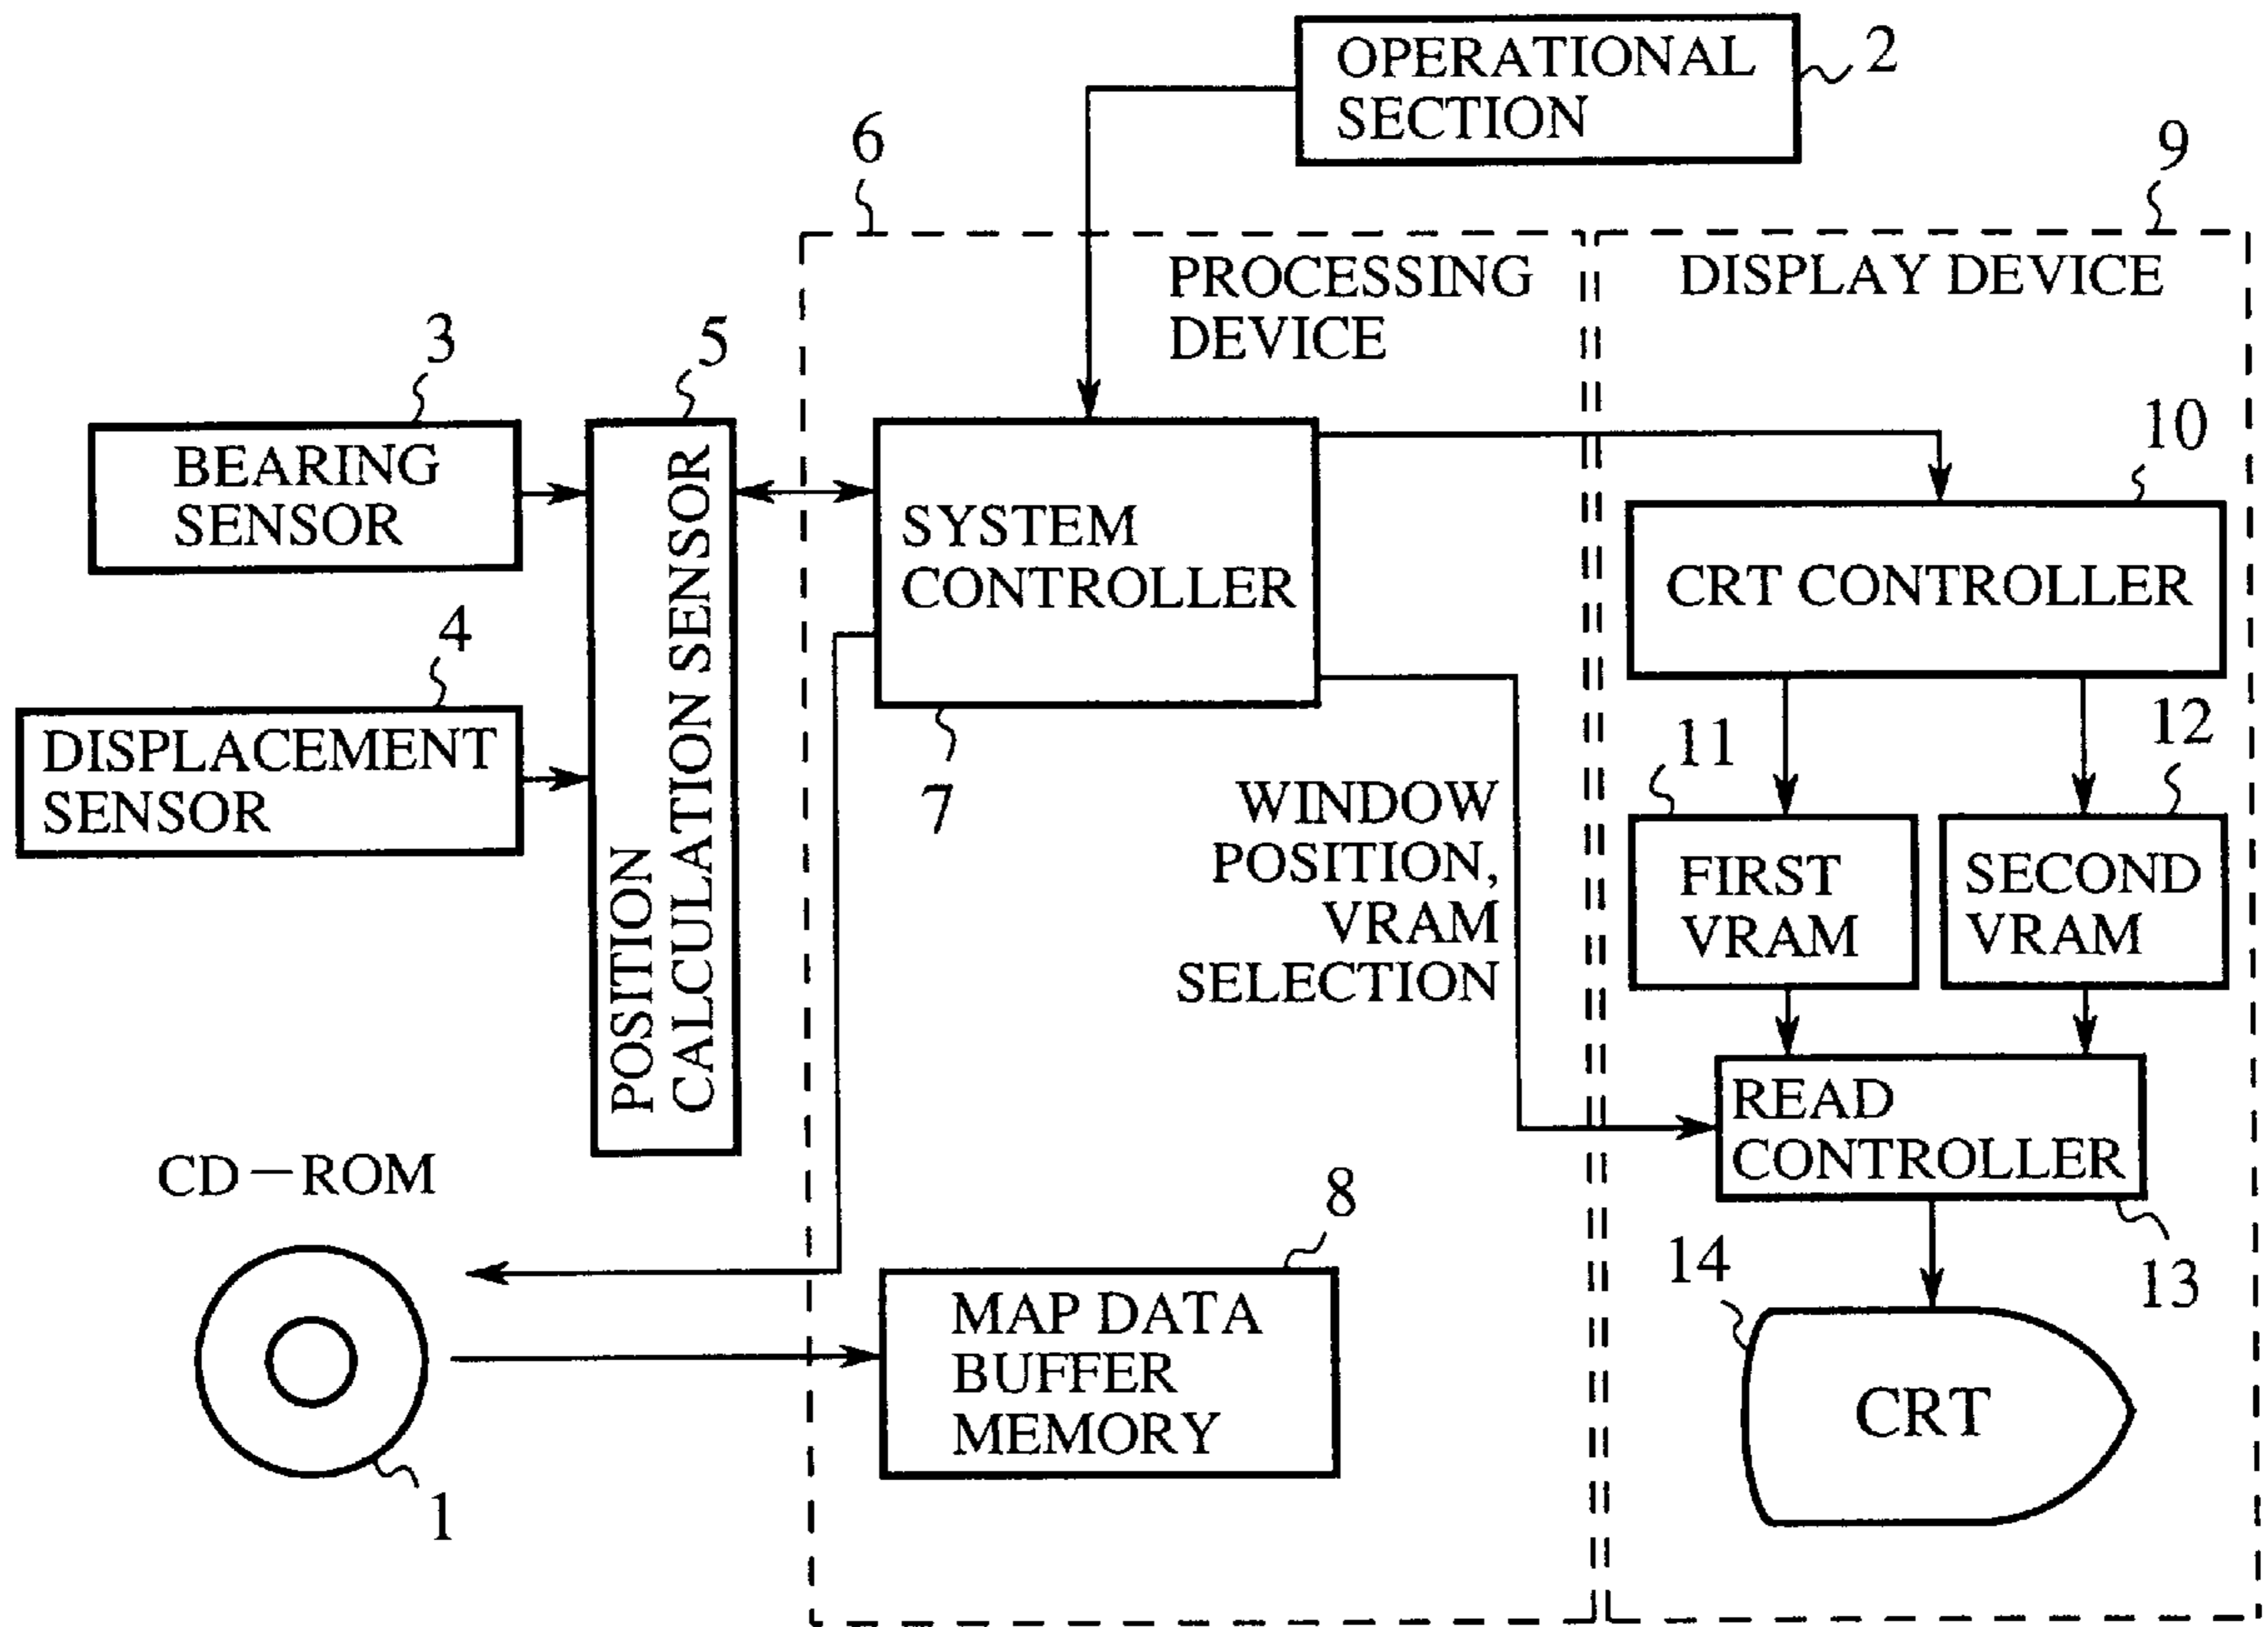 OPERATIONAL
SECTION
2
6
9
PROCESSING
DEVICE
DISPLAY DEVICE
3
5
BEARING
SENSOR
POSITION
CALCULATION SENSOR
SYSTEM
CONTROLLER
7
10
CRT CONTROLLER
4
DISPLACEMENT
SENSOR
WINDOW
POSITION,
VRAM
SELECTION
11
12
FIRST
VRAM
SECOND
VRAM
READ
CONTROLLER
13
CD-ROM
1
8
MAP DATA
BUFFER
MEMORY
14
CRT